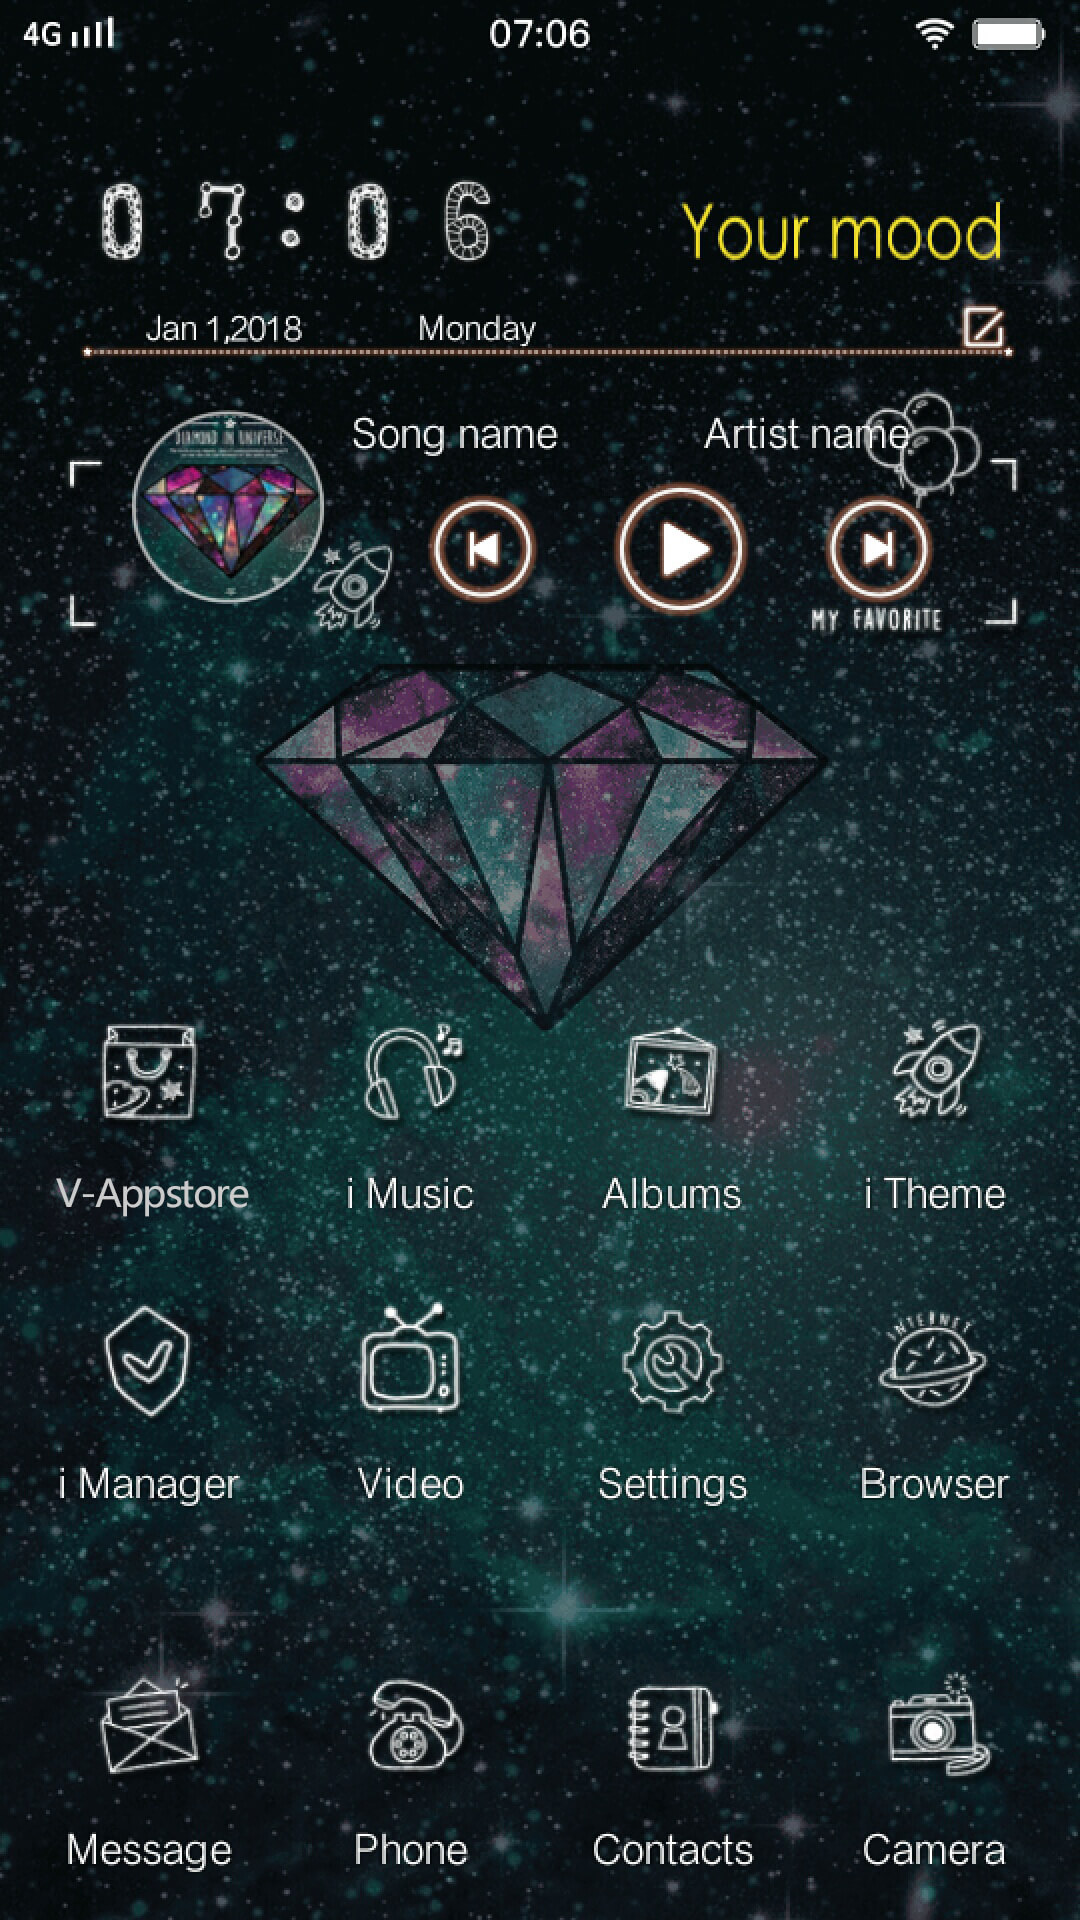 4G 07:06
07:06 Your mood
Jan 1,2018 Monday
DIAMOND IN UNIVERSE
Song name Artist name
MY FAVORITE
V-Appstore i Music Albums i Theme
INTERNET
i Manager Video Settings Browser
Message Phone Contacts Camera